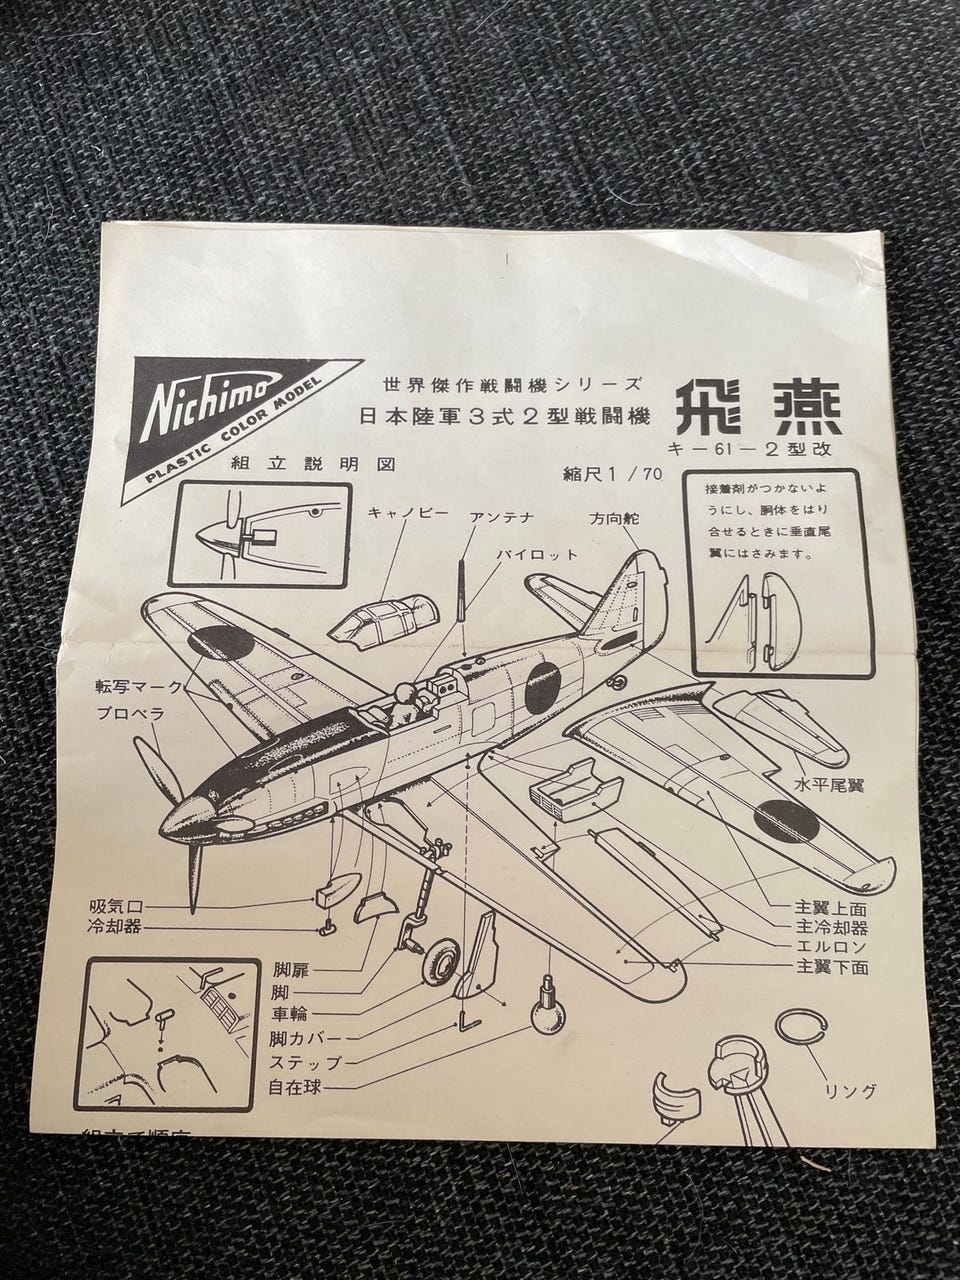 Nichimo
PLASTIC COLOR MODEL
世界傑作戦闘機シリーズ
日本陸軍3式2型戦闘機
飛燕
キー61－2型改
組立説明図
縮尺1/70
接着剤がつかないよ
うにし、胴体をはり
合せるときに垂直尾
翼にはさみます。
キャノピー
アンテナ
方向舵
パイロット
転写マーク
プロペラ
水平尾翼
吸気口
冷却器
主翼上面
主冷却器
エルロン
主翼下面
脚扉
脚
車輪
脚カバー
ステップ
自在球
リング